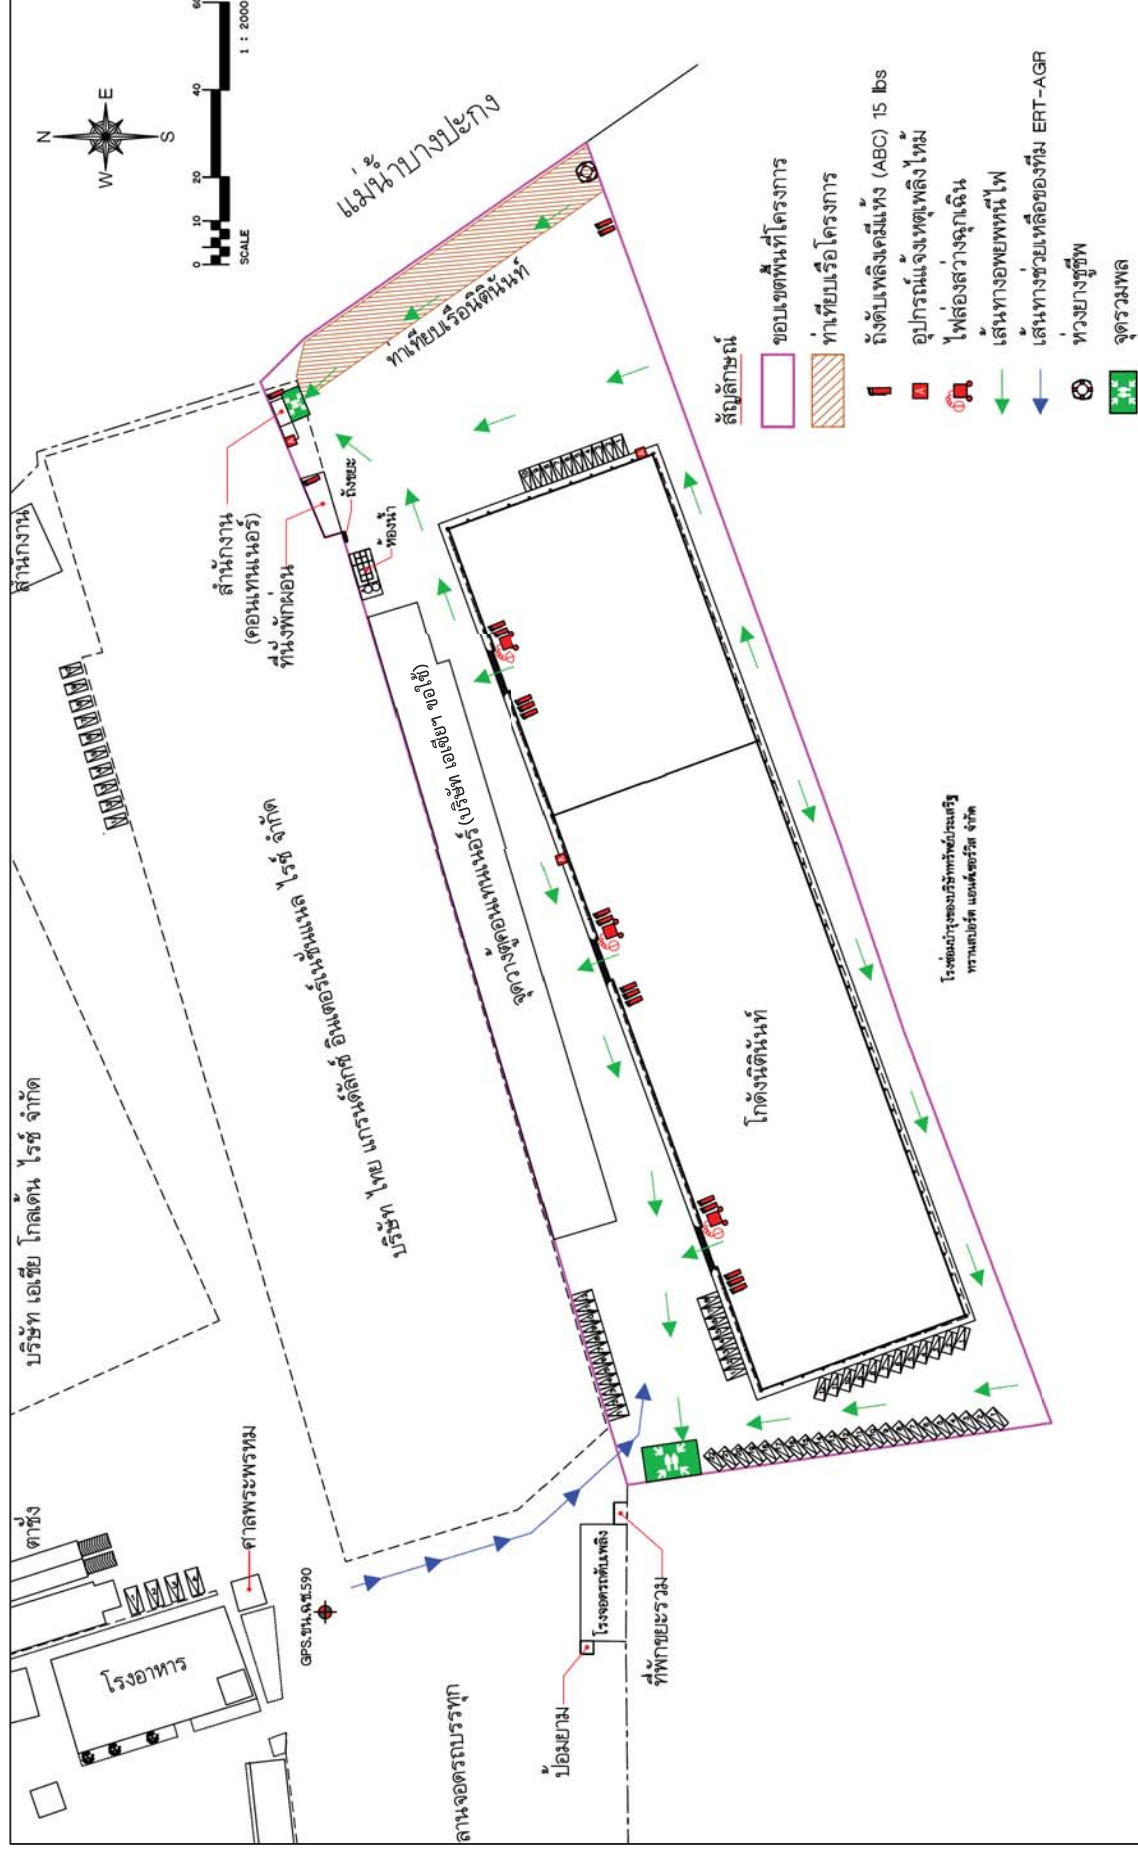 บริษัท เอเชีย โกลเด้น ไรซ์ จำกัด
สำนักงาน
ตาชั่ง
โรงอาหาร
ศาลพระพรหม
GPS.ขน.ฉช.590
ลานจอดรถบรรทุก
ป้อมยาม
โรงจอดรถดับเพลิง
ที่พักขยะรวม
บริษัท ไทย แกรนด์ลักซ์ อินเตอร์เนชั่นแนล ไรซ์ จำกัด
จุดวางตู้คอนเทนเนอร์ (บริษัท เอเชียฯ ขอใช้)
สำนักงาน
(คอนเทนเนอร์)
ที่นั่งพักผ่อน
ถังขยะ
ห้องน้ำ
ท่าเทียบเรือนิตินันท์
แม่น้ำบางปะกง
โกดังนิตินันท์
โรงซ่อมบำรุงของบริษัททรัพย์ประเสริฐ
ทรานสปอร์ต แอนด์เซอร์วิส จำกัด
N
E
S
W
0 10 20 40 60
SCALE
1 : 2000
สัญลักษณ์
ขอบเขตพื้นที่โครงการ
ท่าเทียบเรือโครงการ
ถังดับเพลิงเคมีแห้ง (ABC) 15 lbs
A อุปกรณ์แจ้งเหตุเพลิงไหม้
ไฟส่องสว่างฉุกเฉิน
เส้นทางอพยพหนีไฟ
เส้นทางช่วยเหลือของทีม ERT-AGR
ห่วงยางชูชีพ
จุดรวมพล